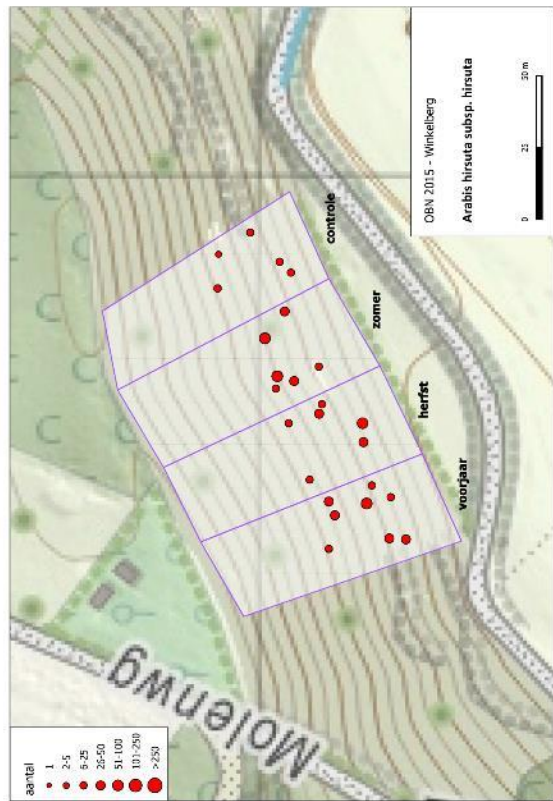 aantal
1
2-5
6-25
26-50
51-100
101-250
>250
Molenwg
voorjaar
herfst
zomer
controle
OBN 2015 - Winkelberg
Arabis hirsuta subsp. hirsuta
0 25 50 m